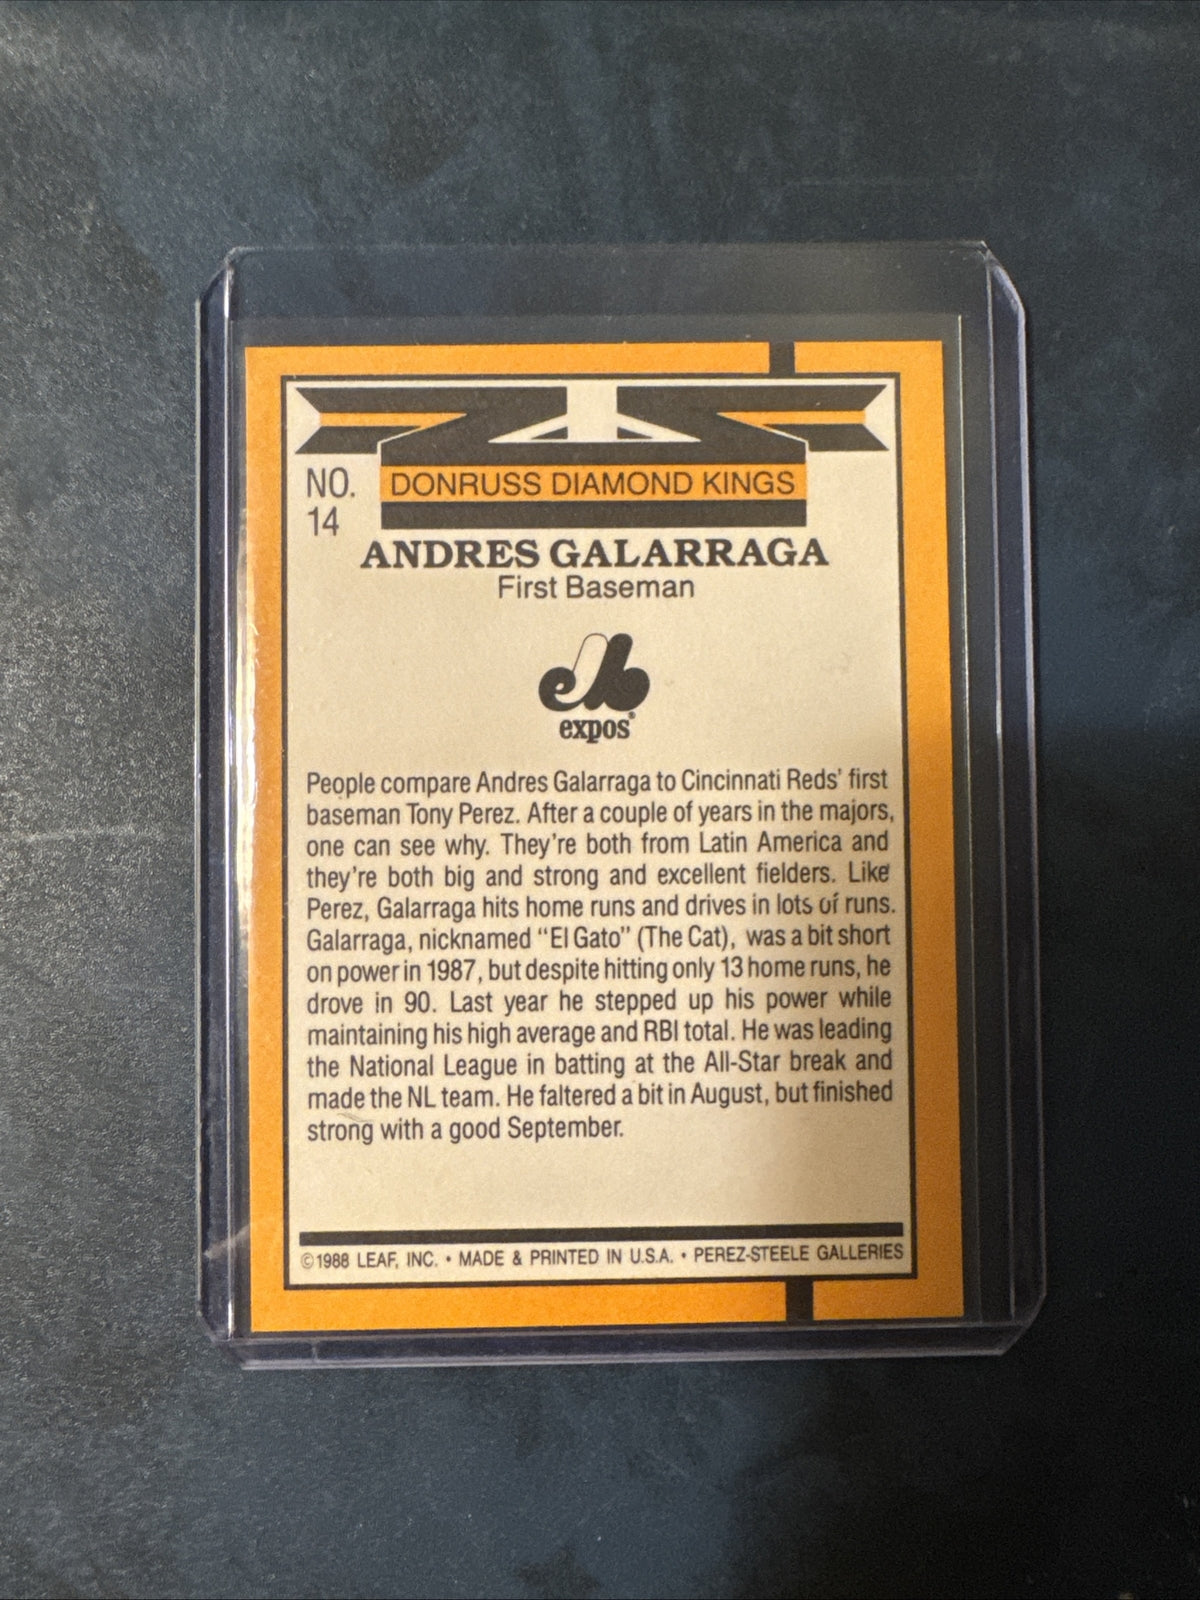 NO.
14
DONRUSS DIAMOND KINGS
ANDRES GALARRAGA
First Baseman
eb
expos®
People compare Andres Galarraga to Cincinnati Reds' first
baseman Tony Perez. After a couple of years in the majors,
one can see why. They're both from Latin America and
they're both big and strong and excellent fielders. Like
Perez, Galarraga hits home runs and drives in lots of runs.
Galarraga, nicknamed "El Gato" (The Cat), was a bit short
on power in 1987, but despite hitting only 13 home runs, he
drove in 90. Last year he stepped up his power while
maintaining his high average and RBI total. He was leading
the National League in batting at the All-Star break and
made the NL team. He faltered a bit in August, but finished
strong with a good September.
©1988 LEAF, INC. • MADE & PRINTED IN U.S.A. • PEREZ-STEELE GALLERIES